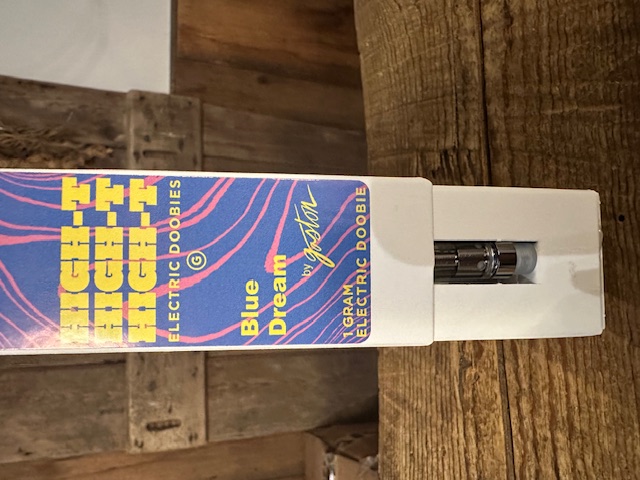 HIGH-T
HIGH-T
HIGH-T
ELECTRIC DOOBIES
G
Blue
Dream
by gaston
1 GRAM
ELECTRIC DOOBIE